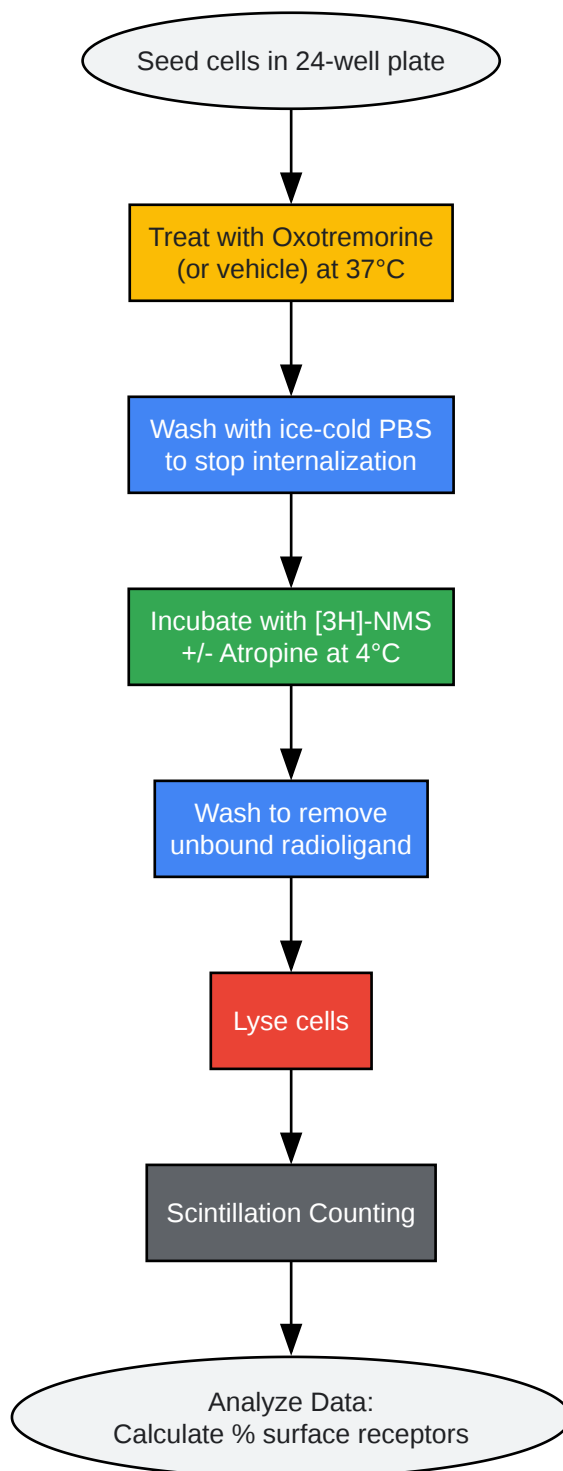 Seed cells in 24-well plate
Treat with Oxotremorine
(or vehicle) at 37°C
Wash with ice-cold PBS
to stop internalization
Incubate with [3H]-NMS
+/- Atropine at 4°C
Wash to remove
unbound radioligand
Lyse cells
Scintillation Counting
Analyze Data:
Calculate % surface receptors